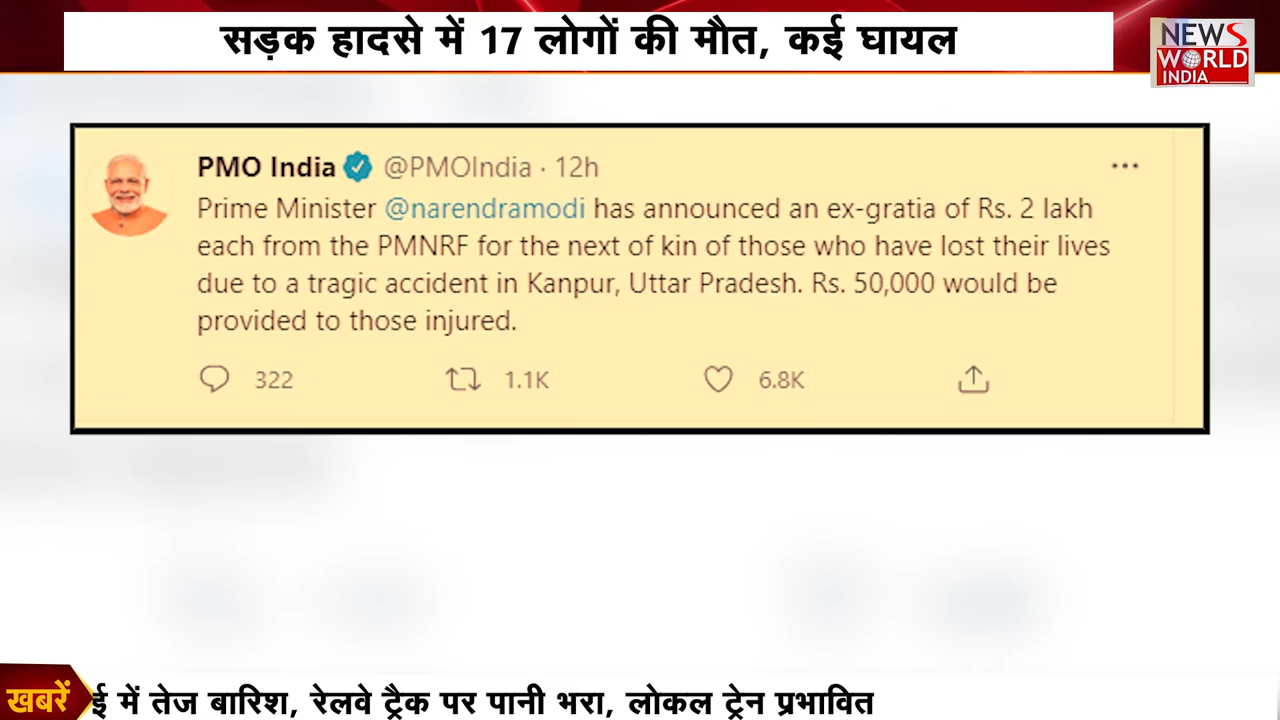 सड़क हादसे में 17 लोगों की मौत, कई घायल
NEWS
WORLD
INDIA
PMO India @PMOIndia · 12h
Prime Minister @narendramodi has announced an ex-gratia of Rs. 2 lakh
each from the PMNRF for the next of kin of those who have lost their lives
due to a tragic accident in Kanpur, Uttar Pradesh. Rs. 50,000 would be
provided to those injured.
322 1.1K 6.8K
खबरें ई में तेज बारिश, रेलवे ट्रैक पर पानी भरा, लोकल ट्रेन प्रभावित